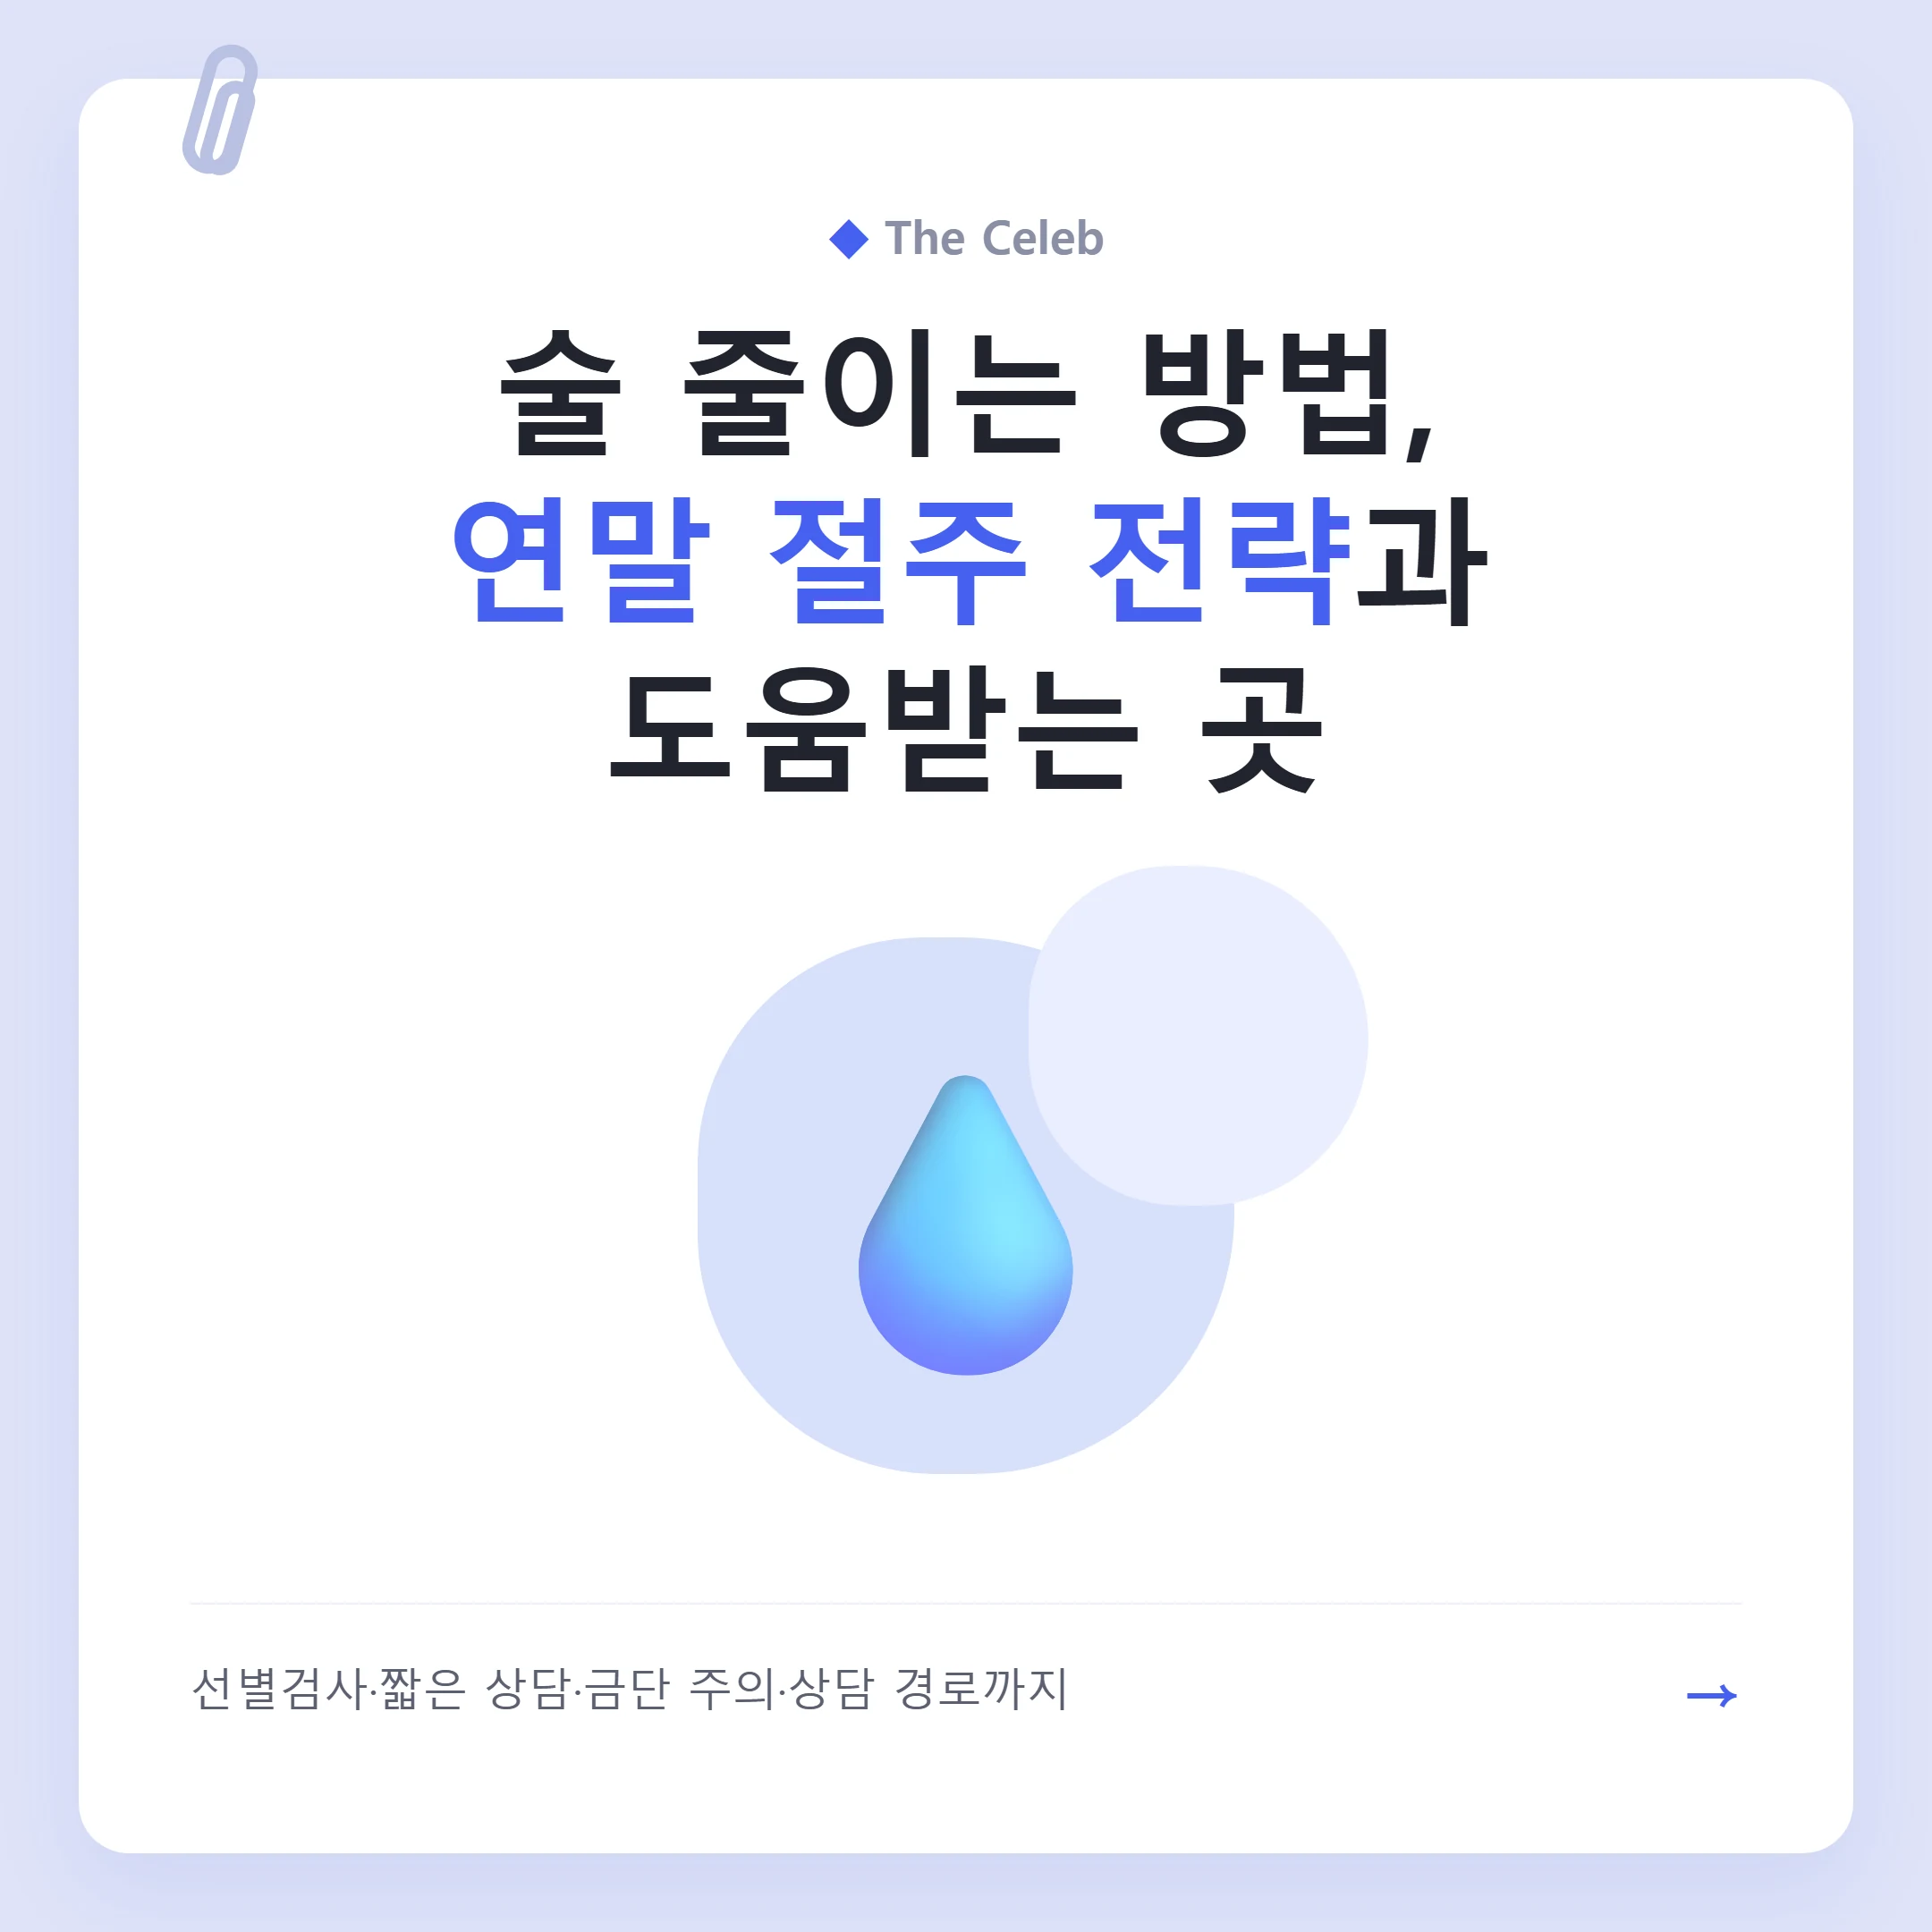 The Celeb
술 줄이는 방법,
연말 절주 전략과
도움받는 곳
선별검사·짧은 상담·금단 주의·상담 경로까지 →